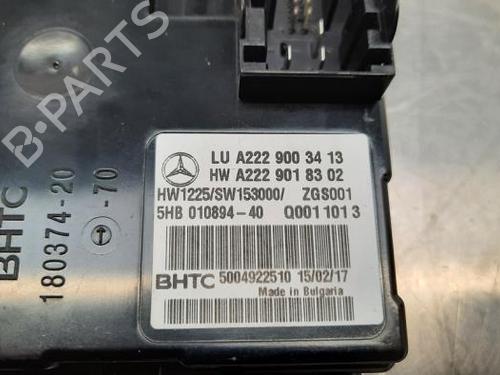 B-PARTS
LU A222 900 34 13
HW A222 901 83 02
HW1225/SW153000/ ZGS001
5HB 010894-40 Q001 101 3
BHTC 5004922510 15/02/17
Made in Bulgaria
BHTC
180374-20
-70